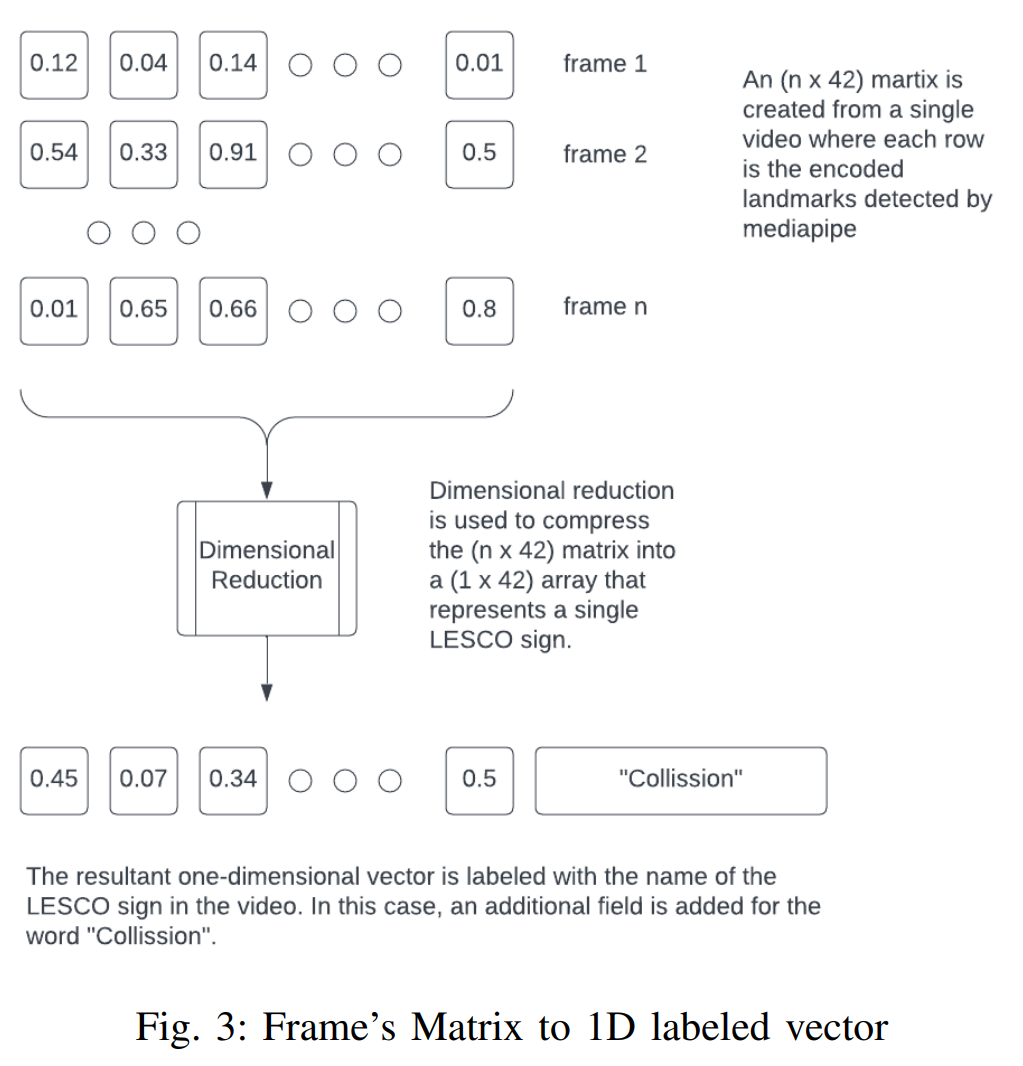 0.12 0.04 0.14 0.01 frame 1
An (n x 42) martix is
created from a single
video where each row
is the encoded
landmarks detected by
mediapipe
0.54 0.33 0.91 0.5 frame 2
0.01 0.65 0.66 0.8 frame n
Dimensional
Reduction
Dimensional reduction
is used to compress
the (n x 42) matrix into
a (1 x 42) array that
represents a single
LESCO sign.
0.45 0.07 0.34 0.5 "Collission"
The resultant one-dimensional vector is labeled with the name of the
LESCO sign in the video. In this case, an additional field is added for the
word "Collission".
Fig. 3: Frame's Matrix to 1D labeled vector